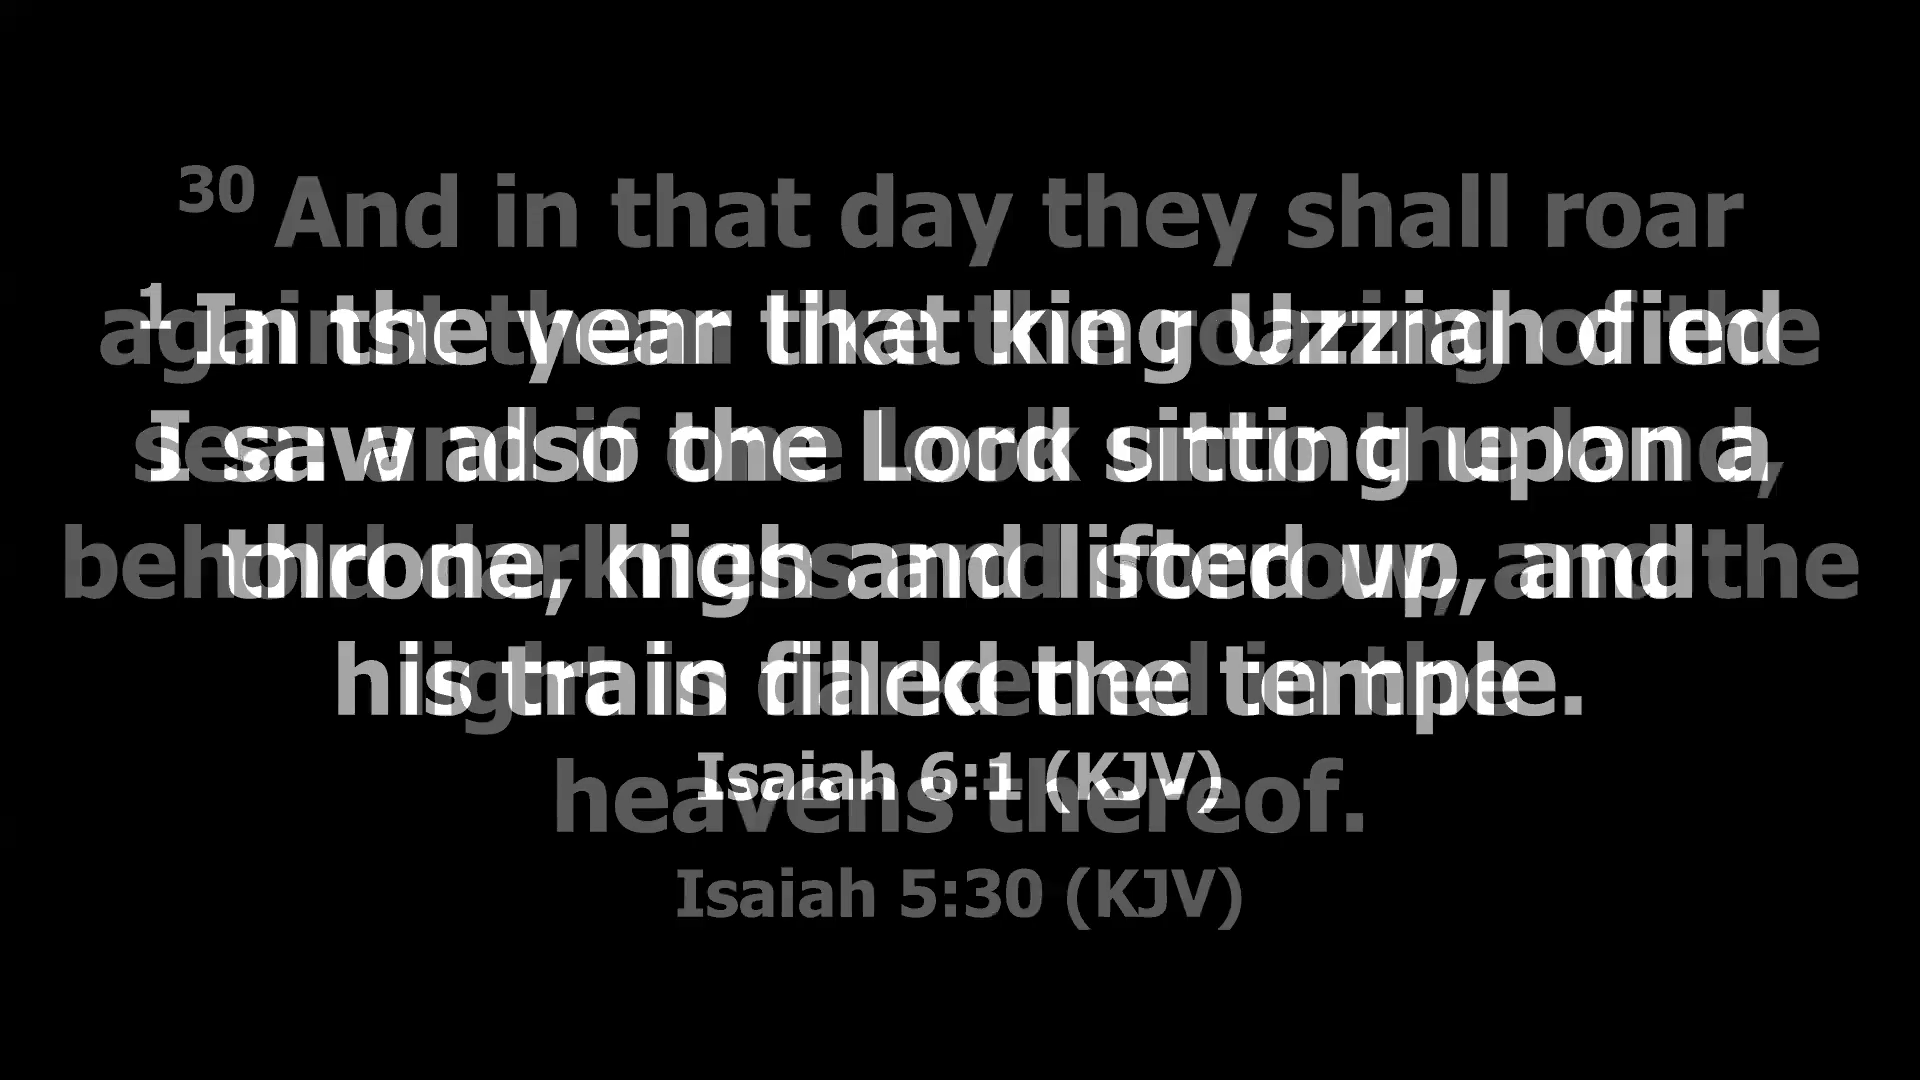 30 And in that day they shall roar
against them like the roaring of the
sea: and if one look unto the land,
behold darkness and sorrow, and the
light is darkened in the
heavens thereof.
Isaiah 5:30 (KJV)
1 In the year that king Uzziah died
I saw also the Lord sitting upon a
throne, high and lifted up, and
his train filled the temple.
Isaiah 6:1 (KJV)